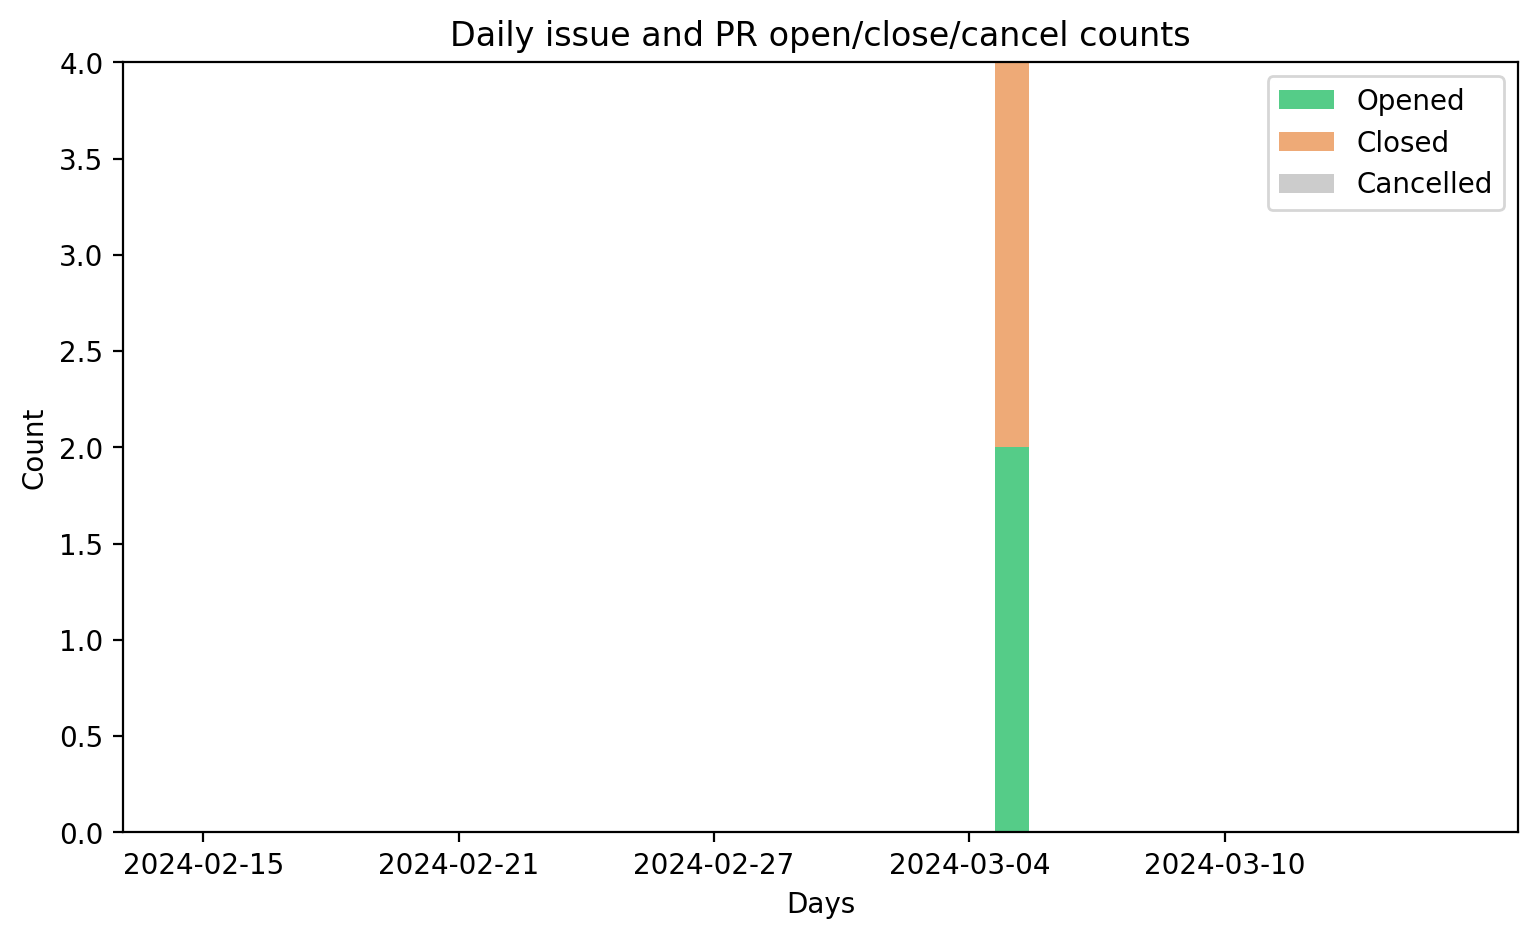 Daily issue and PR open/close/cancel counts
4.0
3.5
3.0
2.5
2.0
1.5
1.0
0.5
0.0
Count
Opened
Closed
Cancelled
2024-02-15 2024-02-21 2024-02-27 2024-03-04 2024-03-10
Days